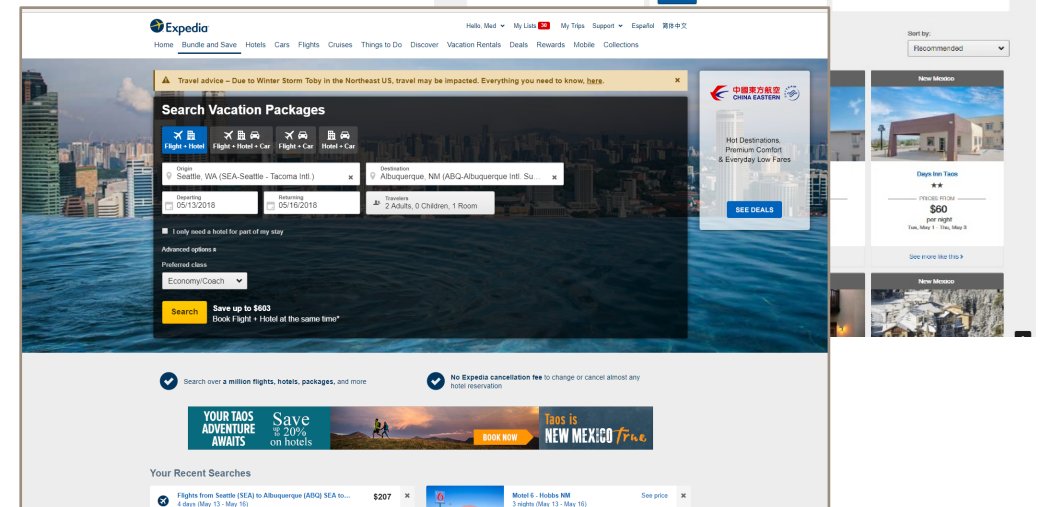 Expedia
Hello, Med My Lists 38 My Trips Support Español 简体中文
Home Bundle and Save Hotels Cars Flights Cruises Things to Do Discover Vacation Rentals Deals Rewards Mobile Collections
Travel advice – Due to Winter Storm Toby in the Northeast US, travel may be impacted. Everything you need to know, here. ×
Search Vacation Packages
Flight + Hotel Flight + Hotel + Car Flight + Car Hotel + Car
Origin
Seattle, WA (SEA-Seattle - Tacoma Intl.) ×
Destination
Albuquerque, NM (ABQ-Albuquerque Intl. Su... ×
Departing
05/13/2018
Returning
05/16/2018
Travelers
2 Adults, 0 Children, 1 Room
I only need a hotel for part of my stay
Advanced options
Preferred class
Economy/Coach
Search
Save up to $603
Book Flight + Hotel at the same time*
中國東方航空
CHINA EASTERN
Hot Destinations,
Premium Comfort
& Everyday Low Fares
SEE DEALS
Search over a million flights, hotels, packages, and more
No Expedia cancellation fee to change or cancel almost any
hotel reservation
YOUR TAOS
ADVENTURE
AWAITS
Save
up to 20%
on hotels
BOOK NOW
Taos is
NEW MEXICO True
Your Recent Searches
Flights from Seattle (SEA) to Albuquerque (ABQ) SEA to... $207 ×
4 days (May 13 - May 16)
Motel 6 - Hobbs NM See price ×
3 nights (May 13 - May 16)
Sort by:
Recommended
New Mexico
Days Inn Taos
★★
PRICES FROM
$60
per night
Tue, May 1 - Thu, May 3
See more like this
New Mexico